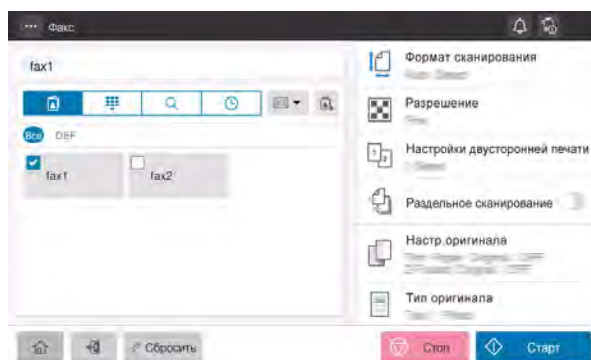 Факс
fax1
Все DEF
fax1
fax2
Формат сканирования
Разрешение
Настройки двусторонней печати
Раздельное сканирование
Настр.оригинала
Тип оригинала
Сбросить
Стоп
Старт